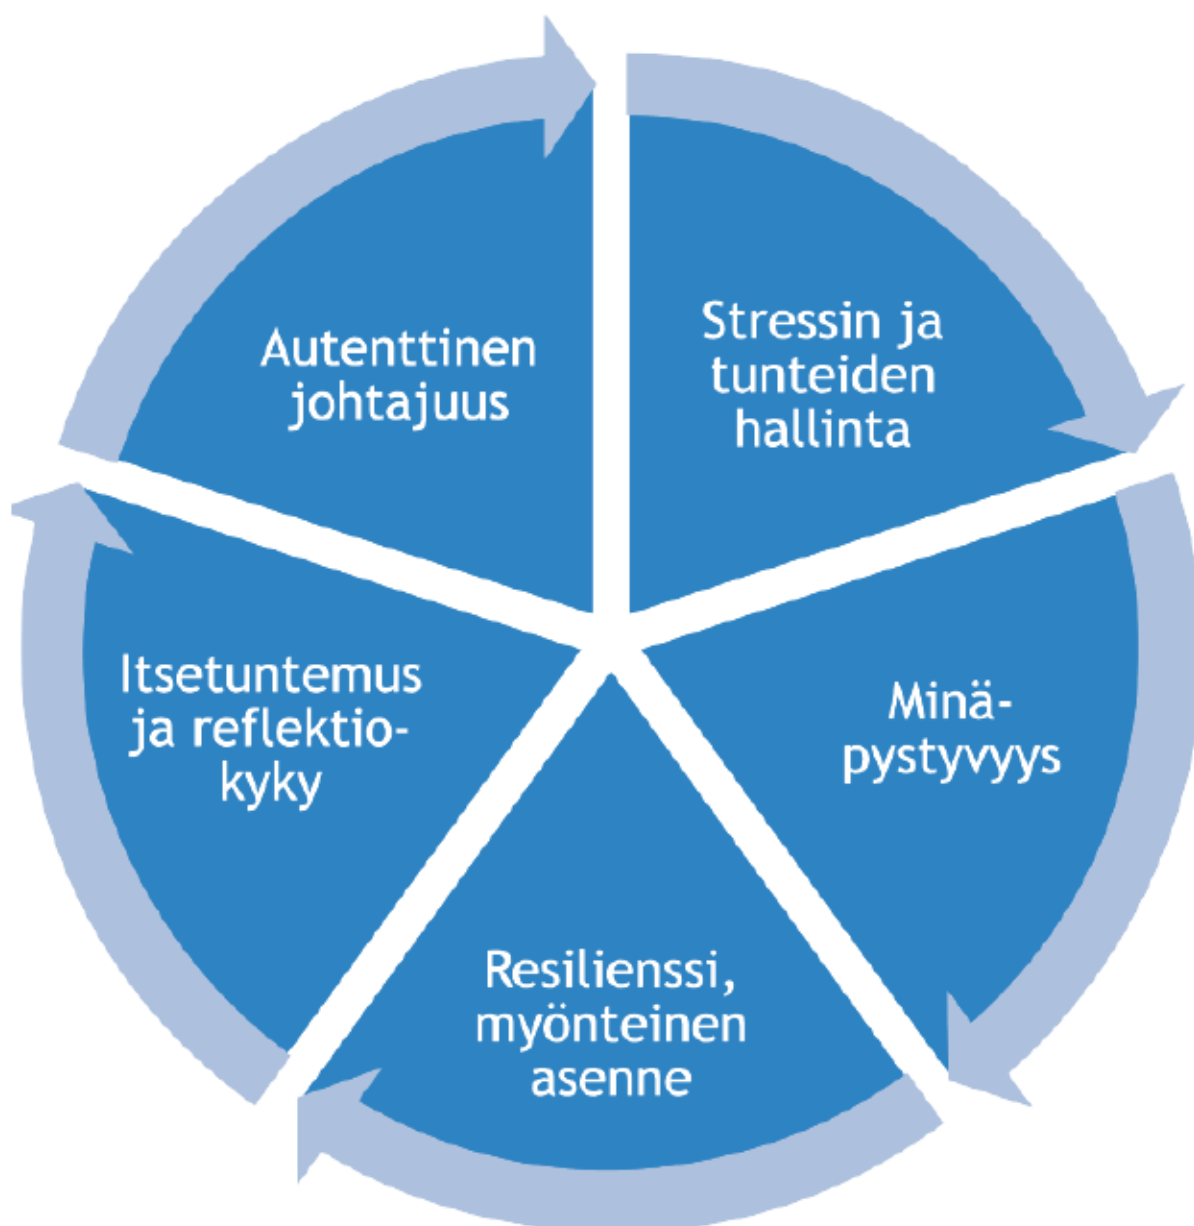 Autenttinen
johtajuus
Stressin ja
tunteiden
hallinta
Itsetuntemus
ja reflektio-
kyky
Minä-
pystyvyys
Resilienssi,
myönteinen
asenne